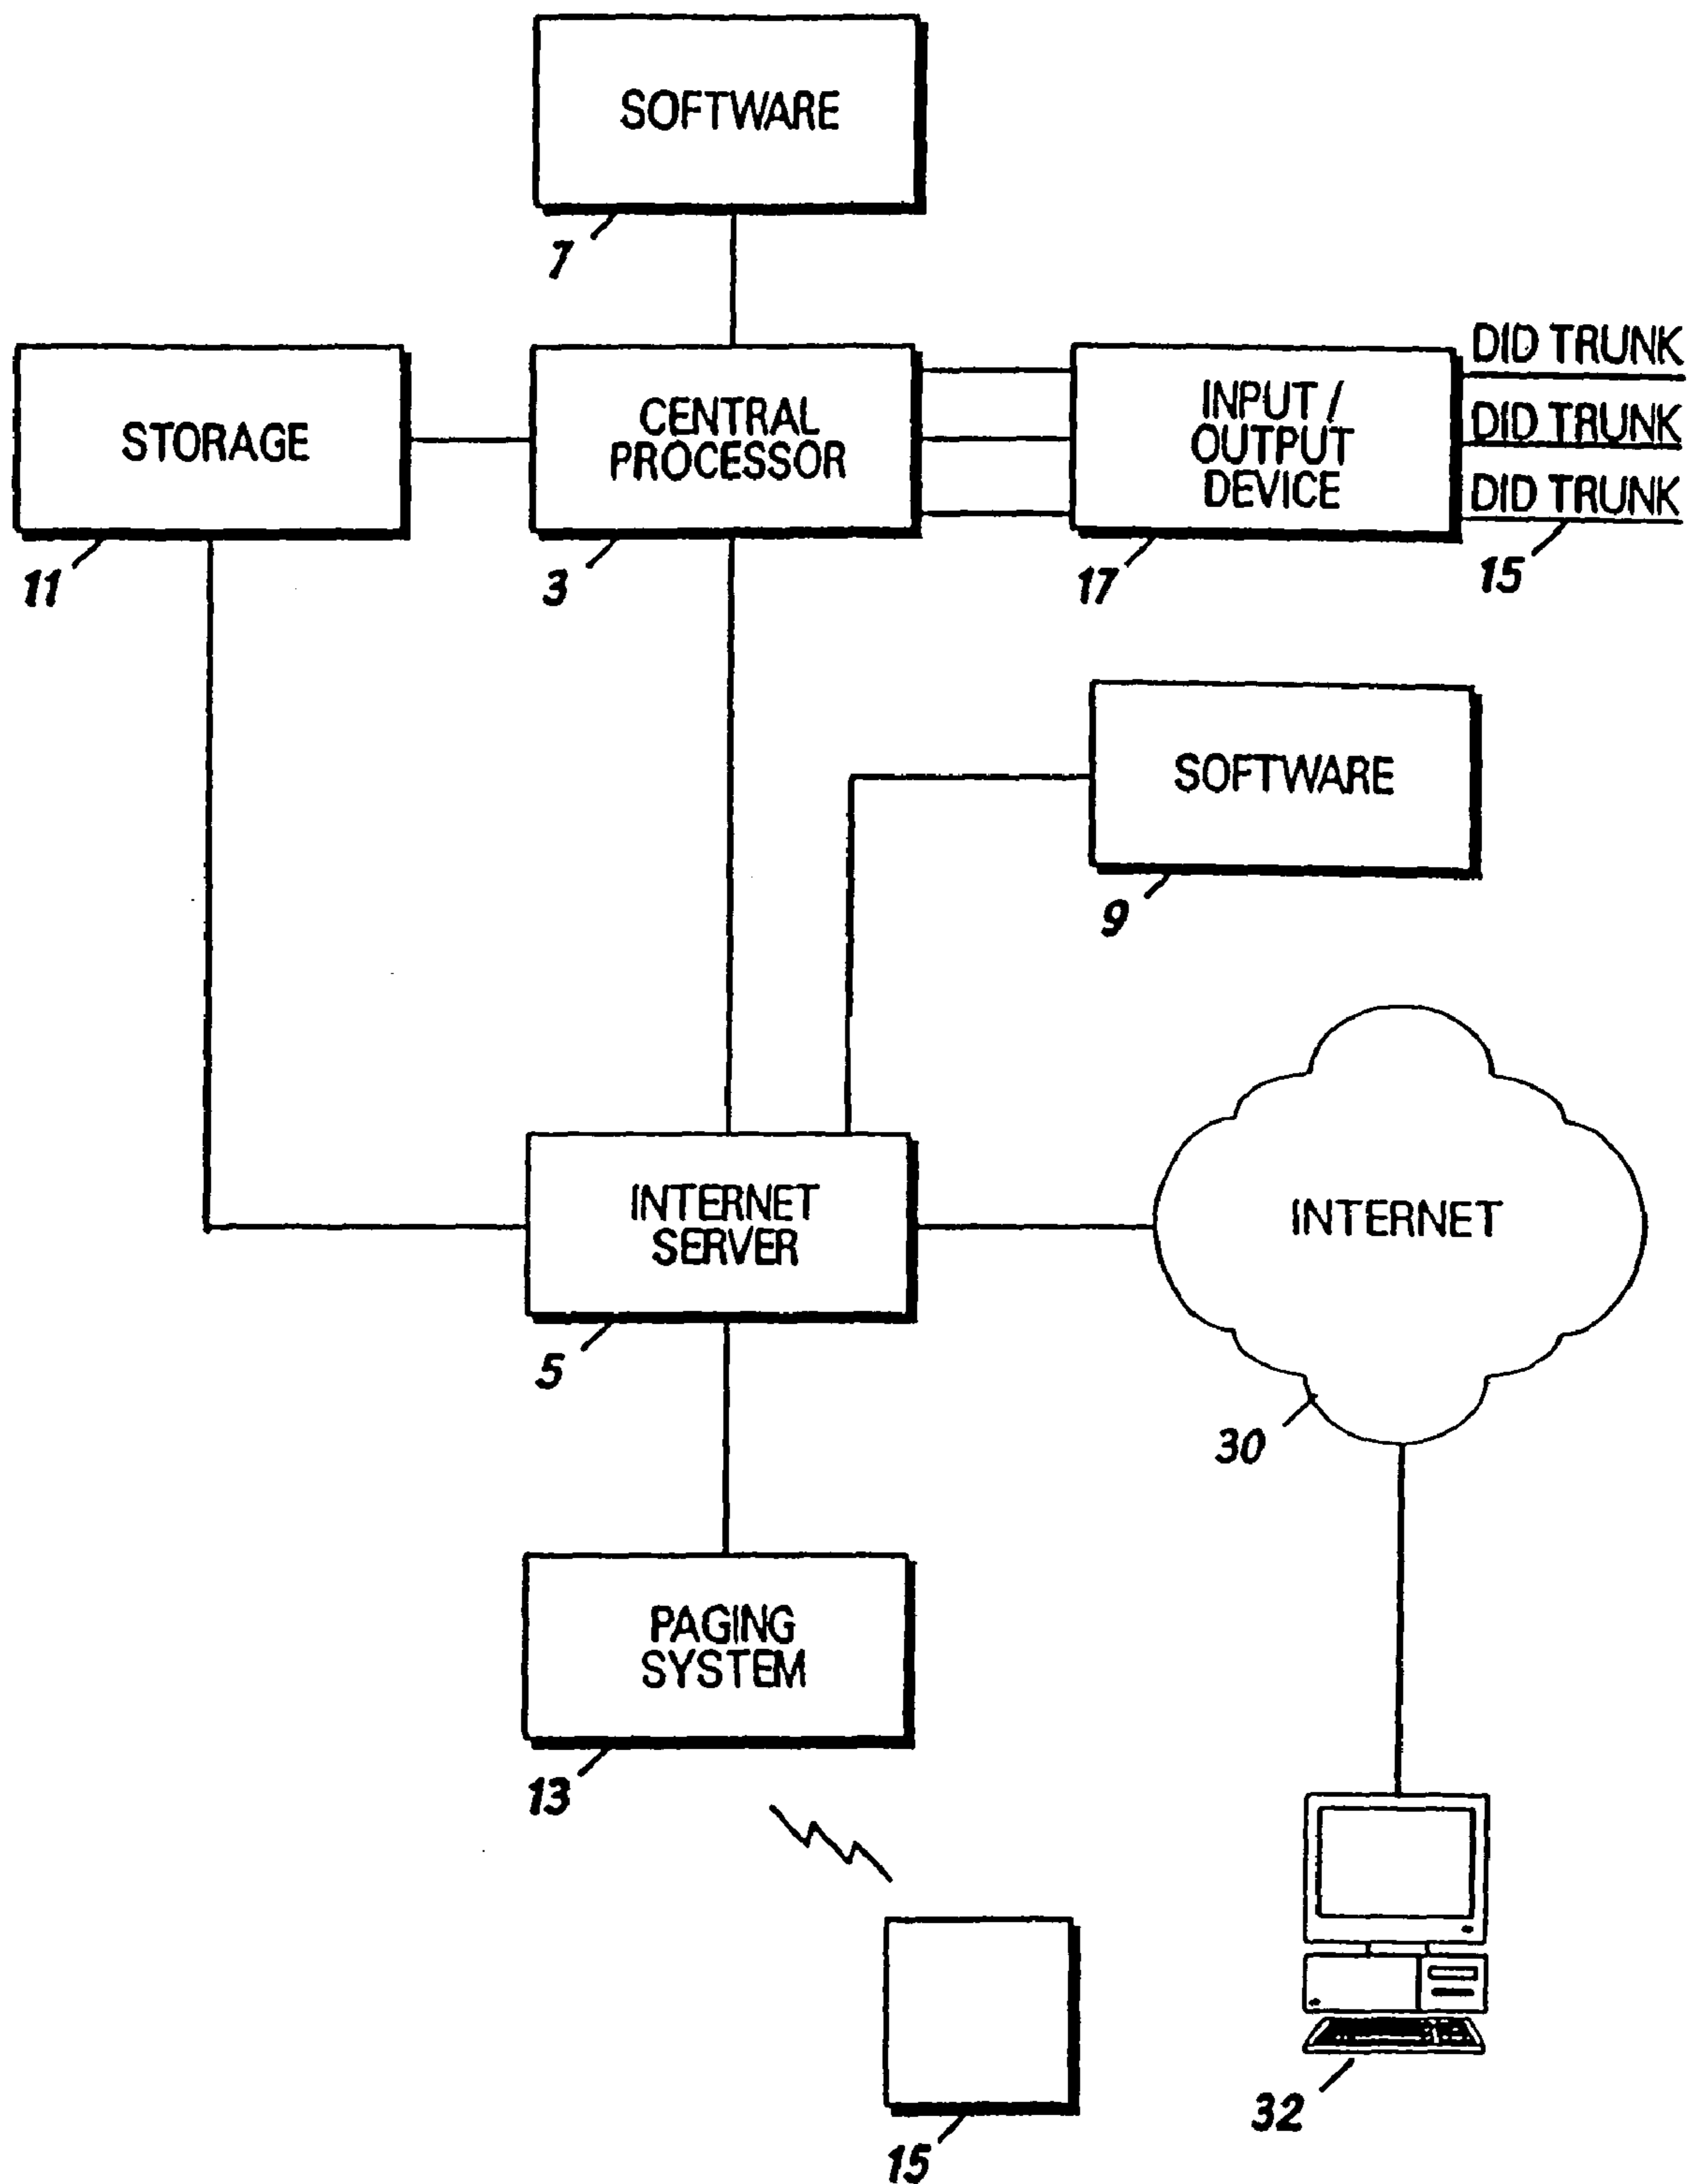 SOFTWARE
7
DID TRUNK
STORAGE
CENTRAL
PROCESSOR
INPUT /
OUTPUT
DEVICE
DID TRUNK
DID TRUNK
11
3
17
15
SOFTWARE
9
INTERNET
SERVER
INTERNET
5
30
PAGING
SYSTEM
13
32
15